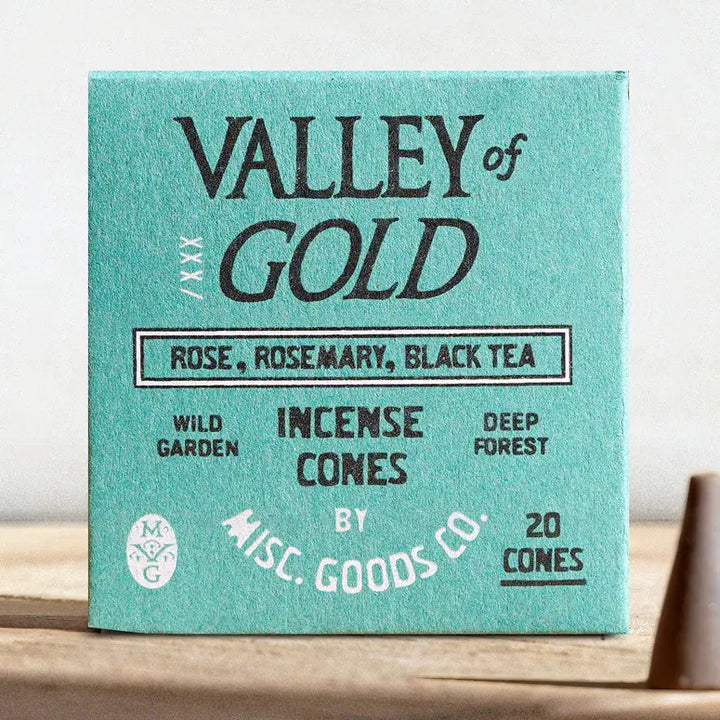 VALLEY of
GOLD
XXX/
ROSE, ROSEMARY, BLACK TEA
WILD
GARDEN
INCENSE
CONES
DEEP
FOREST
M
G
BY
MISC. GOODS CO.
20
CONES